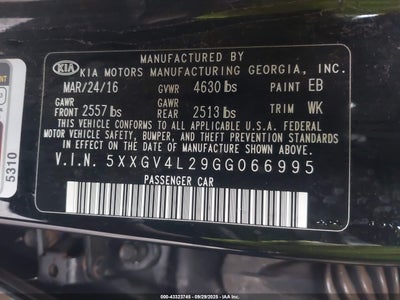 MANUFACTURED BY
KIA
KIA MOTORS MANUFACTURING GEORGIA, INC.
MAR/24/16 GVWR 4630 lbs PAINT EB
GAWR FRONT 2557 lbs GAWR REAR 2513 lbs TRIM WK
THIS VEHICLE CONFORMS TO ALL APPLICABLE U.S. FEDERAL MOTOR VEHICLE
SAFETY, BUMPER, AND THEFT PREVENTION STANDARDS
IN EFFECT ON THE DATE OF MANUFACTURE SHOWN ABOVE.
V.I.N. 5XXGV4L29GG066995
PASSENGER CAR
5310
000-43323745 - 09/29/2025 - IAAI.COM